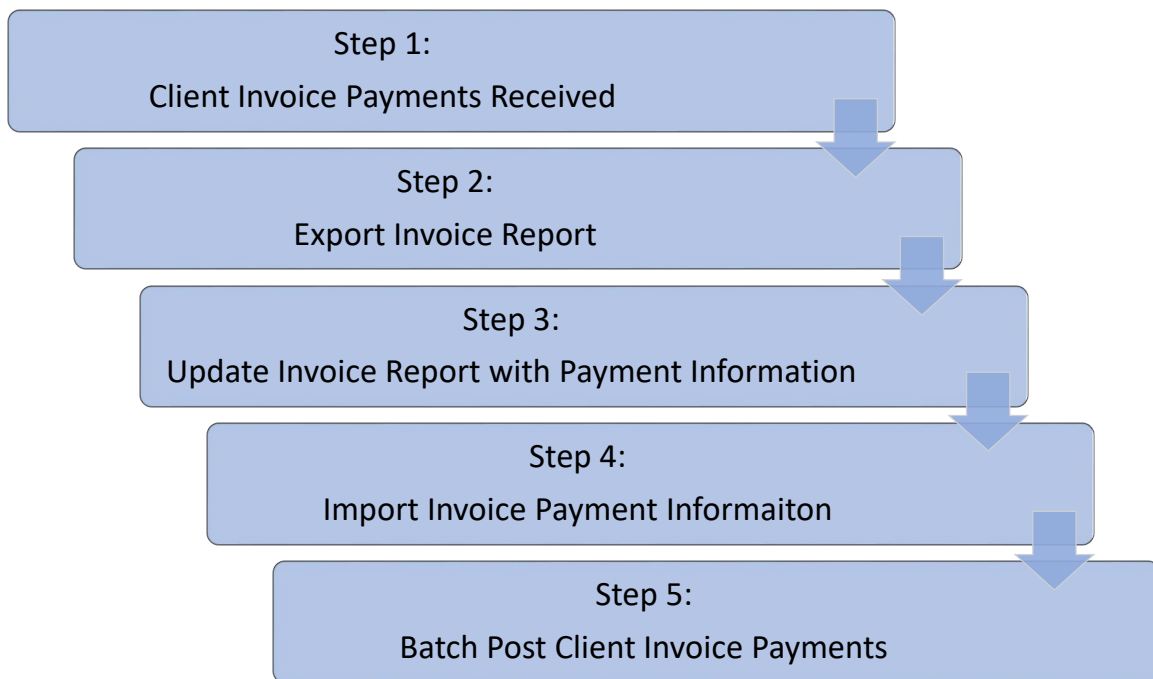 Step 1:
Client Invoice Payments Received
Step 2:
Export Invoice Report
Step 3:
Update Invoice Report with Payment Information
Step 4:
Import Invoice Payment Informaiton
Step 5:
Batch Post Client Invoice Payments